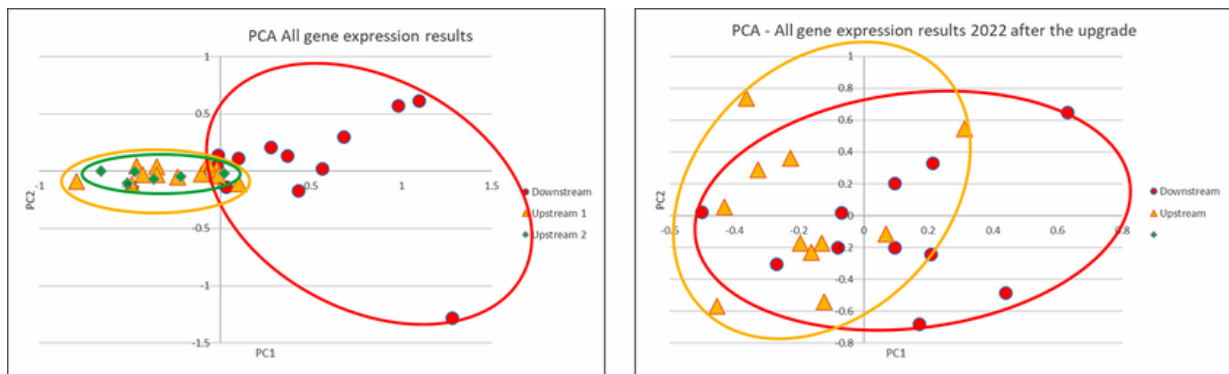 PCA All gene expression results
1
0.5
0
-1
0.5
1
1.5
-0.5
-1
-1.5
PC2
PC1
Downstream
Upstream 1
Upstream 2
PCA - All gene expression results 2022 after the upgrade
1
0.8
0.6
0.4
0.2
0
-0.6
-0.4
-0.2
0
0.2
0.4
0.6
0.8
-0.2
-0.4
-0.6
-0.8
PC2
PC1
Downstream
Upstream